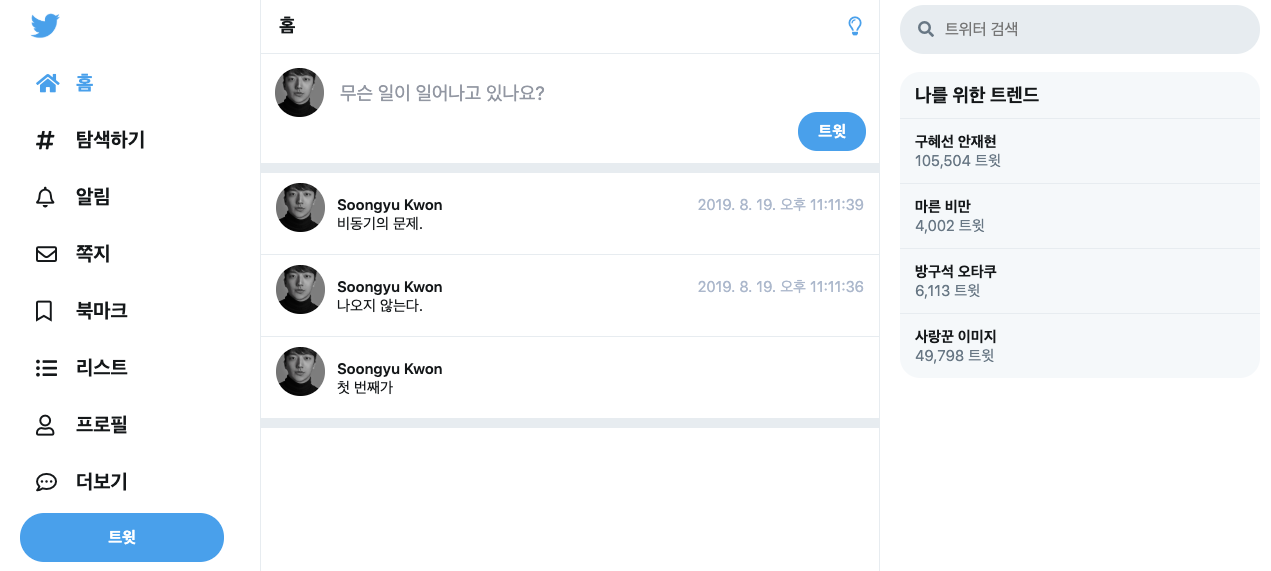 홈
탐색하기
알림
쪽지
북마크
리스트
프로필
더보기
트윗
홈
무슨 일이 일어나고 있나요?
트윗
Soongyu Kwon 2019. 8. 19. 오후 11:11:39
비동기의 문제.
Soongyu Kwon 2019. 8. 19. 오후 11:11:36
나오지 않는다.
Soongyu Kwon
첫 번째가
트위터 검색
나를 위한 트렌드
구혜선 안재현
105,504 트윗
마른 비만
4,002 트윗
방구석 오타쿠
6,113 트윗
사랑꾼 이미지
49,798 트윗